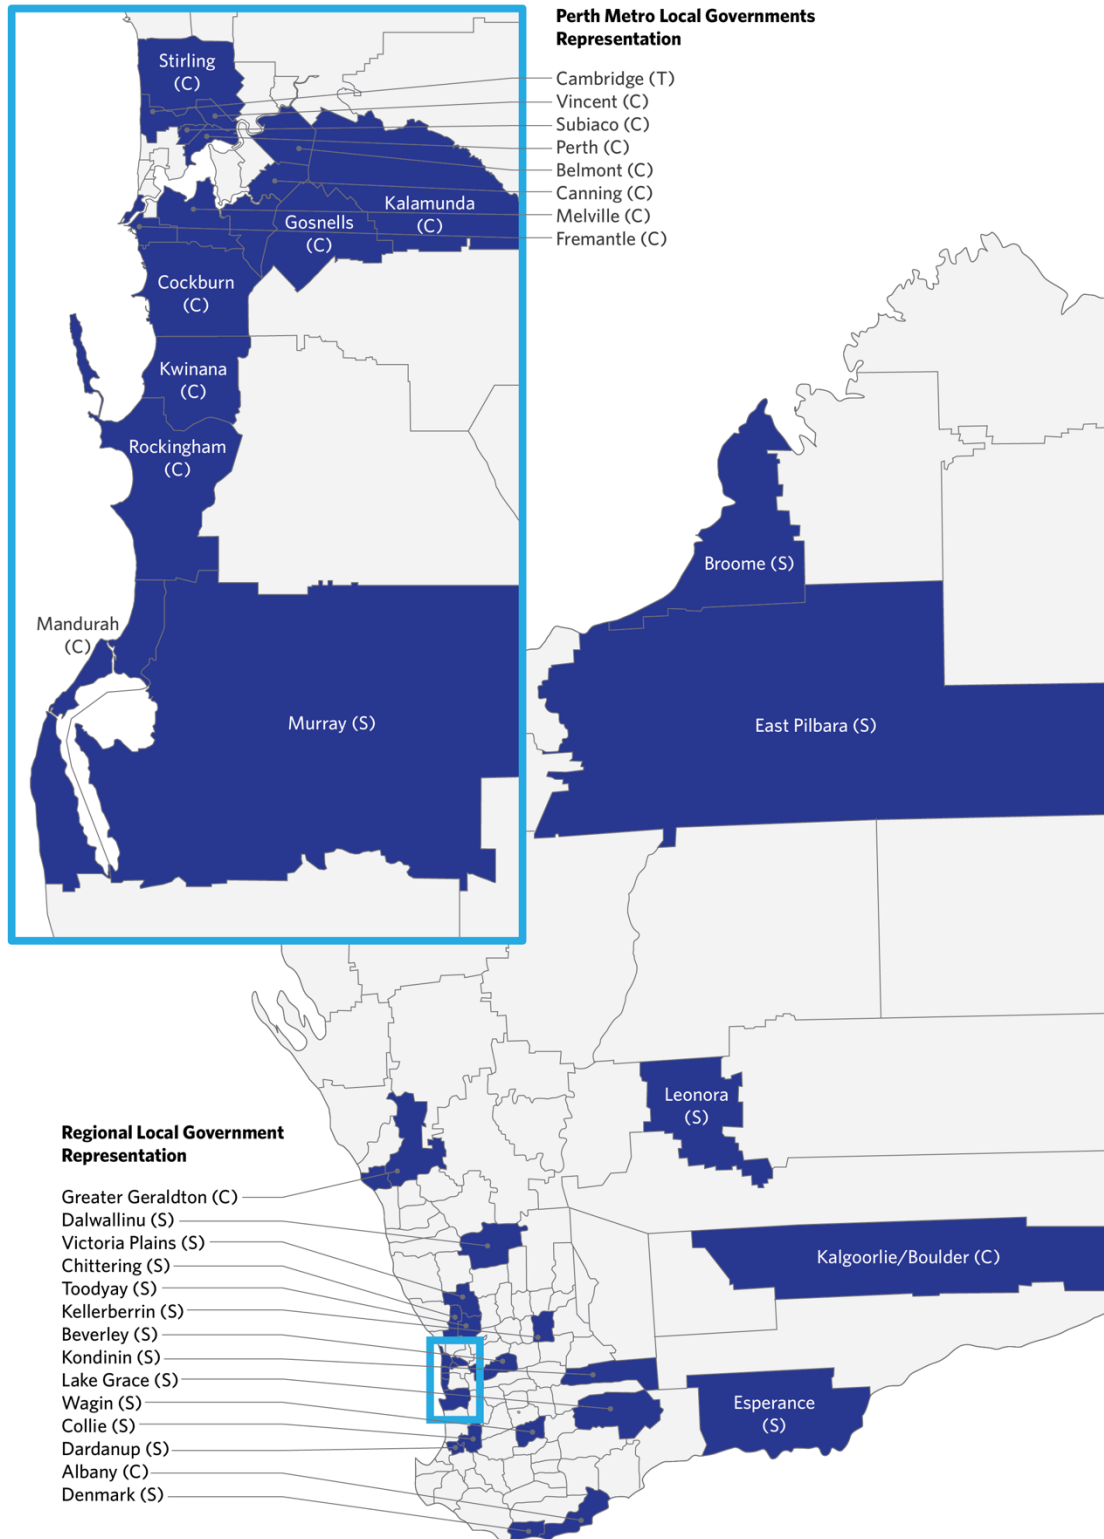 Perth Metro Local Governments
Representation
Stirling
(C)
Cambridge (T)
Vincent (C)
Subiaco (C)
Perth (C)
Belmont (C)
Canning (C)
Melville (C)
Fremantle (C)
Kalamunda
(C)
Gosnells
(C)
Cockburn
(C)
Kwinana
(C)
Rockingham
(C)
Mandurah
(C)
Murray (S)
Broome (S)
East Pilbara (S)
Leonora
(S)
Kalgoorlie/Boulder (C)
Esperance
(S)
Regional Local Government
Representation
Greater Geraldton (C)
Dalwallinu (S)
Victoria Plains (S)
Chittering (S)
Toodyay (S)
Kellerberrin (S)
Beverley (S)
Kondinin (S)
Lake Grace (S)
Wagin (S)
Collie (S)
Dardanup (S)
Albany (C)
Denmark (S)